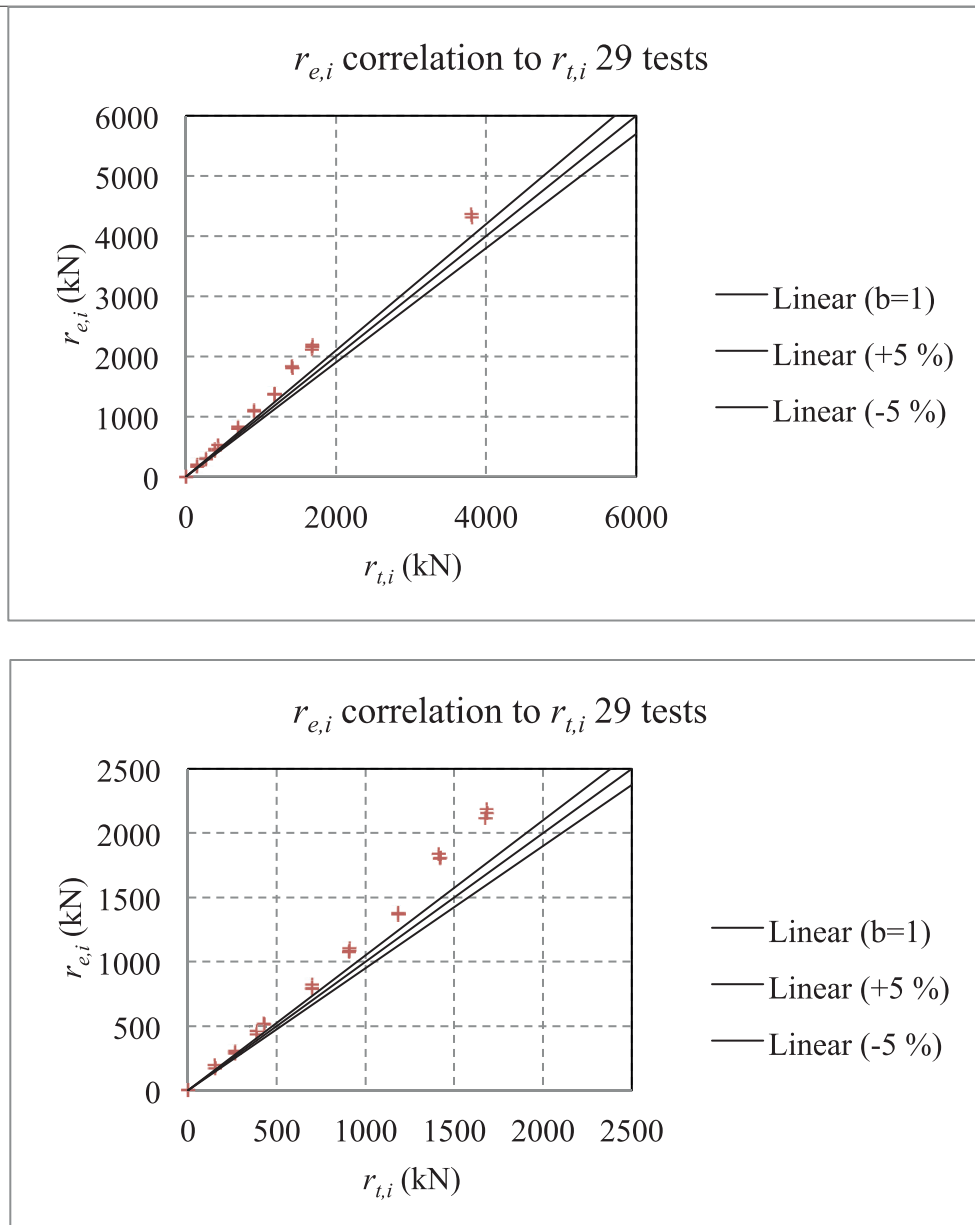 r_{e,i} correlation to r_{t,i} 29 tests
6000
5000
4000
3000
2000
1000
0
r_{e,i} (kN)
0 2000 4000 6000
r_{t,i} (kN)
Linear (b=1)
Linear (+5 %)
Linear (-5 %)
r_{e,i} correlation to r_{t,i} 29 tests
2500
2000
1500
1000
500
0
r_{e,i} (kN)
0 500 1000 1500 2000 2500
r_{t,i} (kN)
Linear (b=1)
Linear (+5 %)
Linear (-5 %)